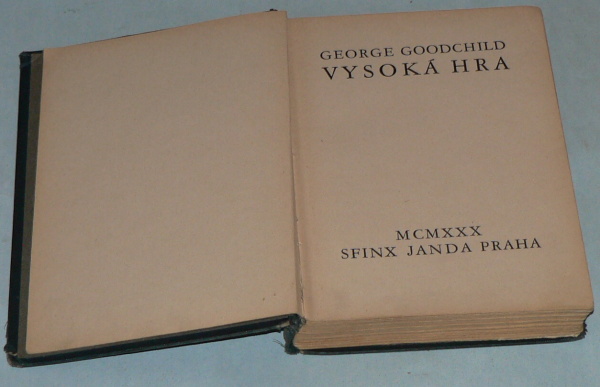 GEORGE GOODCHILD
VYSOKÁ HRA
MCMXXX
SFINX JANDA PRAHA